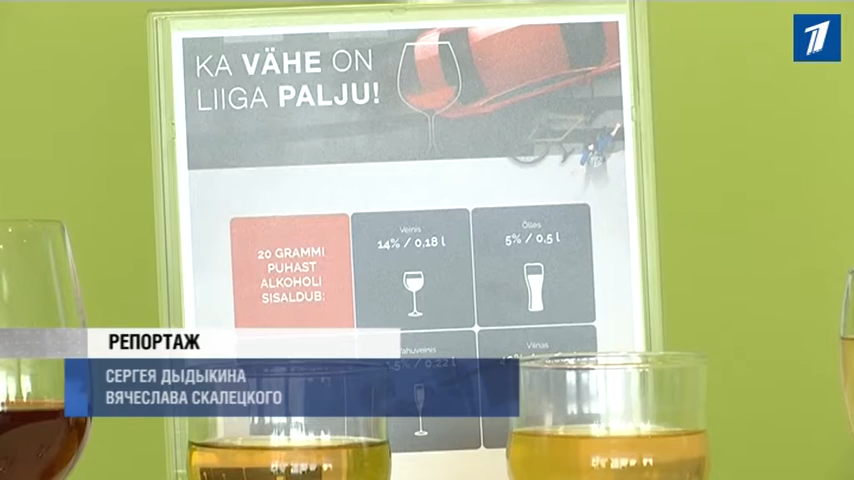 KA VÄHE ON
LIIGA PALJU!
20 GRAMMI
PUHAST
ALKOHOLI
SISALDUB:
Veinis
14% / 0,18 l
Õlles
5% / 0,5 l
Viinas
РЕПОРТАЖ
СЕРГЕЯ ДЫДЫКИНА
ВЯЧЕСЛАВА СКАЛЕЦКОГО